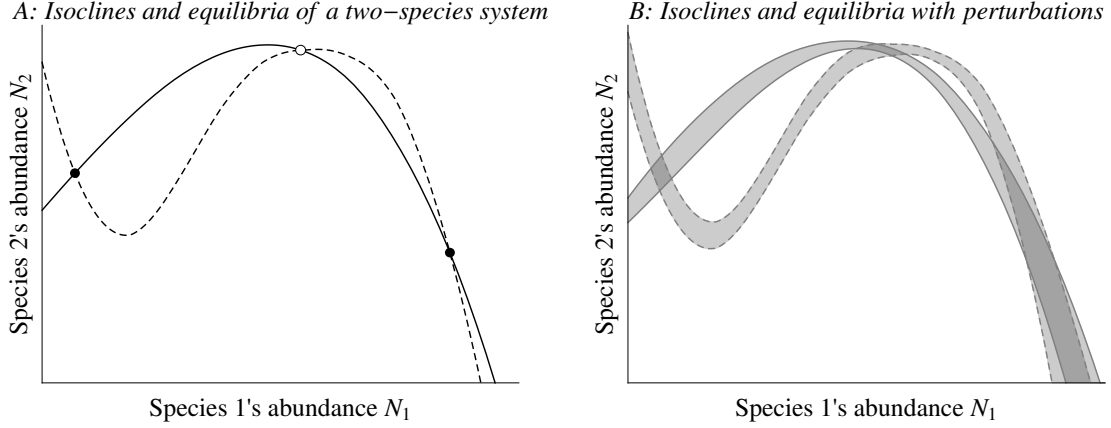 A: Isoclines and equilibria of a two−species system
Species 2's abundance N2
Species 1's abundance N1
B: Isoclines and equilibria with perturbations
Species 2's abundance N2
Species 1's abundance N1